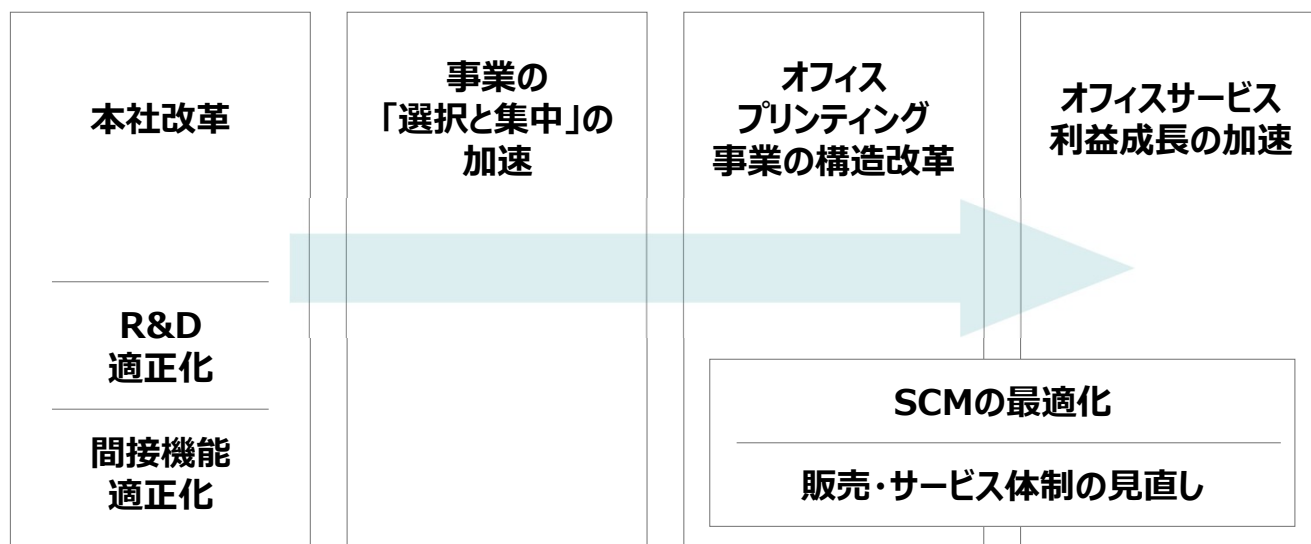 本社改革
R&D
適正化
間接機能
適正化
事業の
「選択と集中」の
加速
オフィス
プリンティング
事業の構造改革
オフィスサービス
利益成長の加速
SCMの最適化
販売・サービス体制の見直し